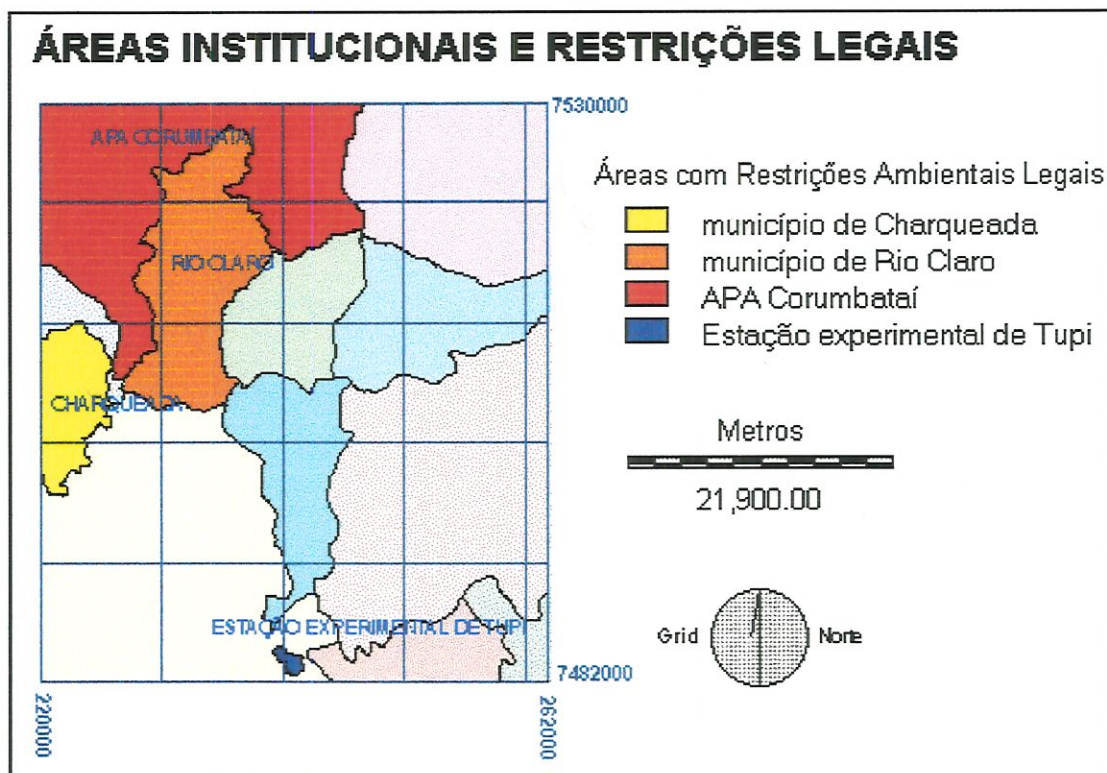 ÁREAS INSTITUCIONAIS E RESTRIÇÕES LEGAIS
7530000
APA CORUMBATAÍ
Áreas com Restrições Ambientais Legais
município de Charqueada
município de Rio Claro
APA Corumbataí
Estação experimental de Tupi
RIO CLARO
CHARQUEADA
Metros
21,900.00
ESTAÇÃO EXPERIMENTAL DE TUPI
Grid
Norte
7482000
220000
262000